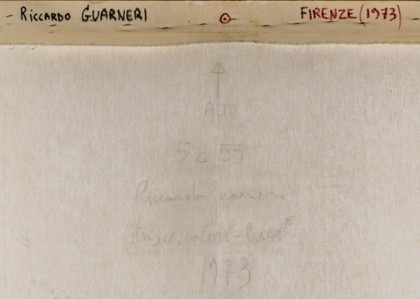 - RICCARDO GUARNERI FIRENZE (1973)
ALTO
Riccardo Guarneri
1973